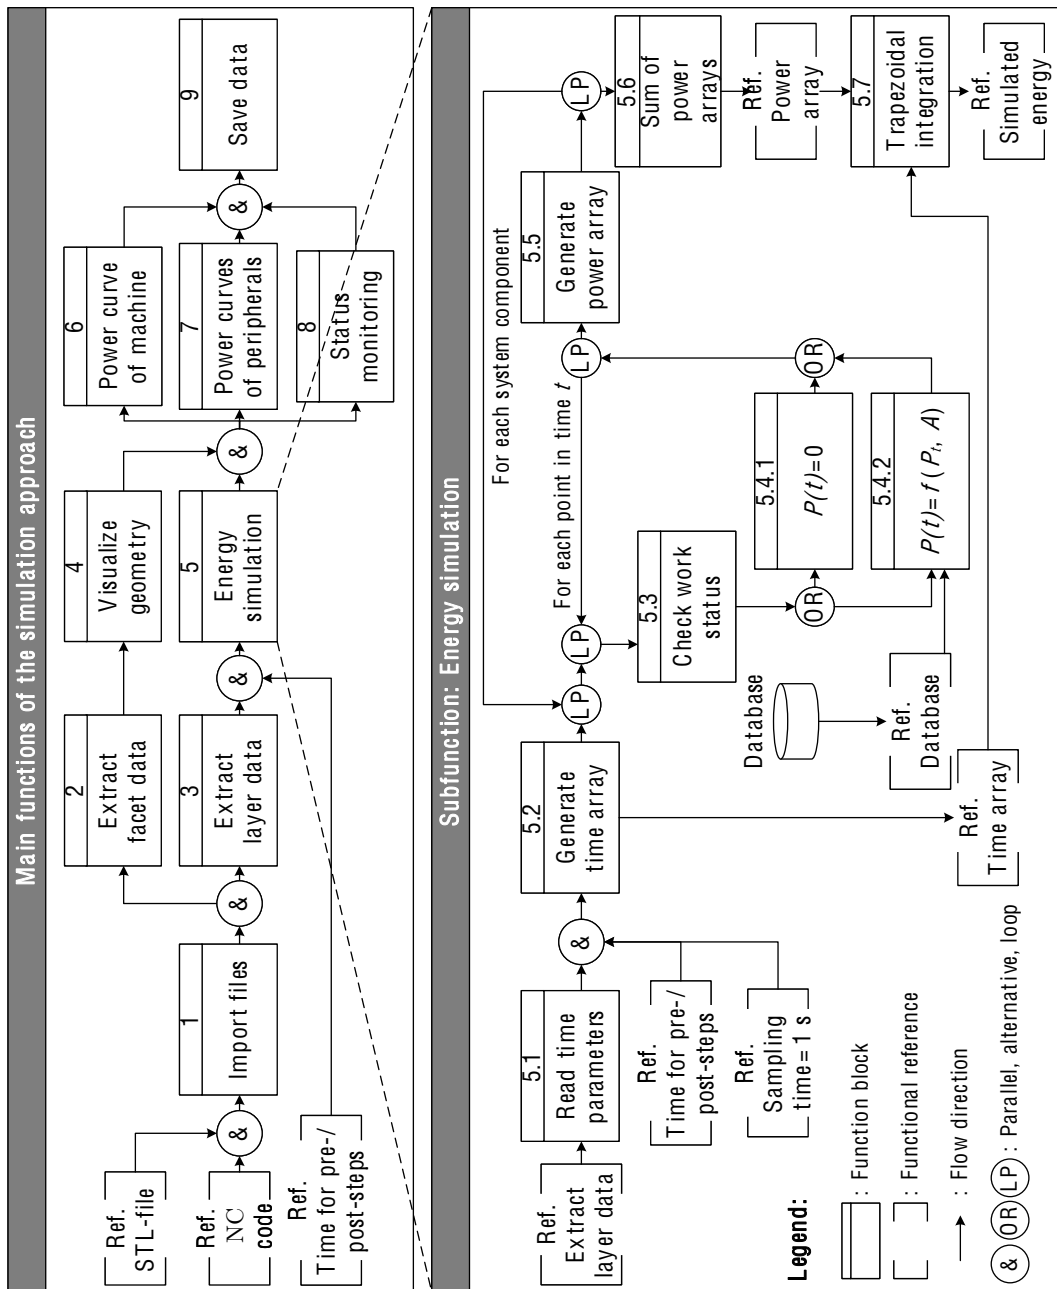 Main functions of the simulation approach
Ref.
STL-file
Ref.
NC
code
Ref.
Time for pre-/
post-steps
&
1
Import files
&
2
Extract
facet data
3
Extract
layer data
&
4
Visualize
geometry
5
Energy
simulation
&
6
Power curve
of machine
7
Power curves
of peripherals
8
Status
monitoring
&
9
Save data
Subfunction: Energy simulation
Ref.
Extract
layer data
5.1
Read time
parameters
Ref.
Time for pre-/
post-steps
Ref.
Sampling
time= 1 s
&
5.2
Generate
time array
Ref.
Time array
LP
LP
For each system component
For each point in time t
5.3
Check work
status
Database
Ref.
Database
OR
5.4.1
P(t)=0
5.4.2
P(t)= f (Pt, A)
OR
LP
5.5
Generate
power array
LP
5.6
Sum of
power
arrays
Ref.
Power
array
5.7
Trapezoidal
integration
Ref.
Simulated
energy
Legend:
: Function block
: Functional reference
: Flow direction
& OR LP : Parallel, alternative, loop